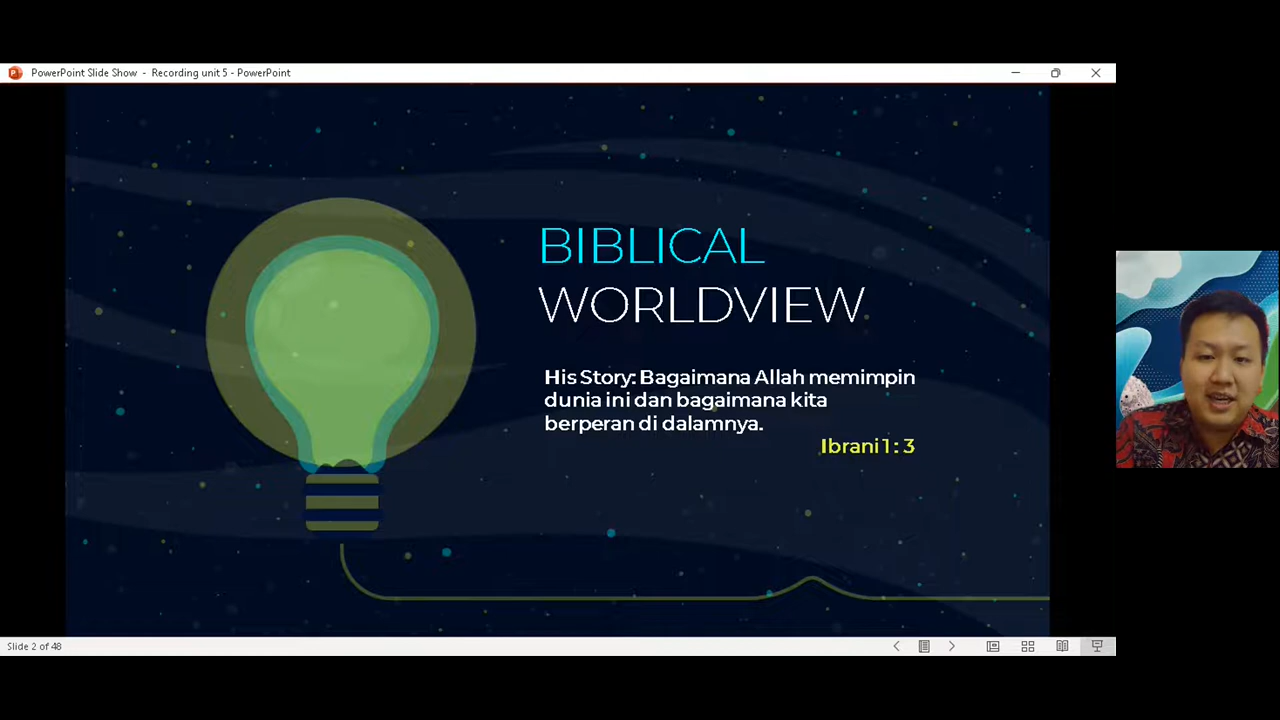 PowerPoint Slide Show - Recording unit 5 - PowerPoint
BIBLICAL
WORLDVIEW
His Story: Bagaimana Allah memimpin
dunia ini dan bagaimana kita
berperan di dalamnya.
Ibrani 1 : 3
Slide 2 of 48